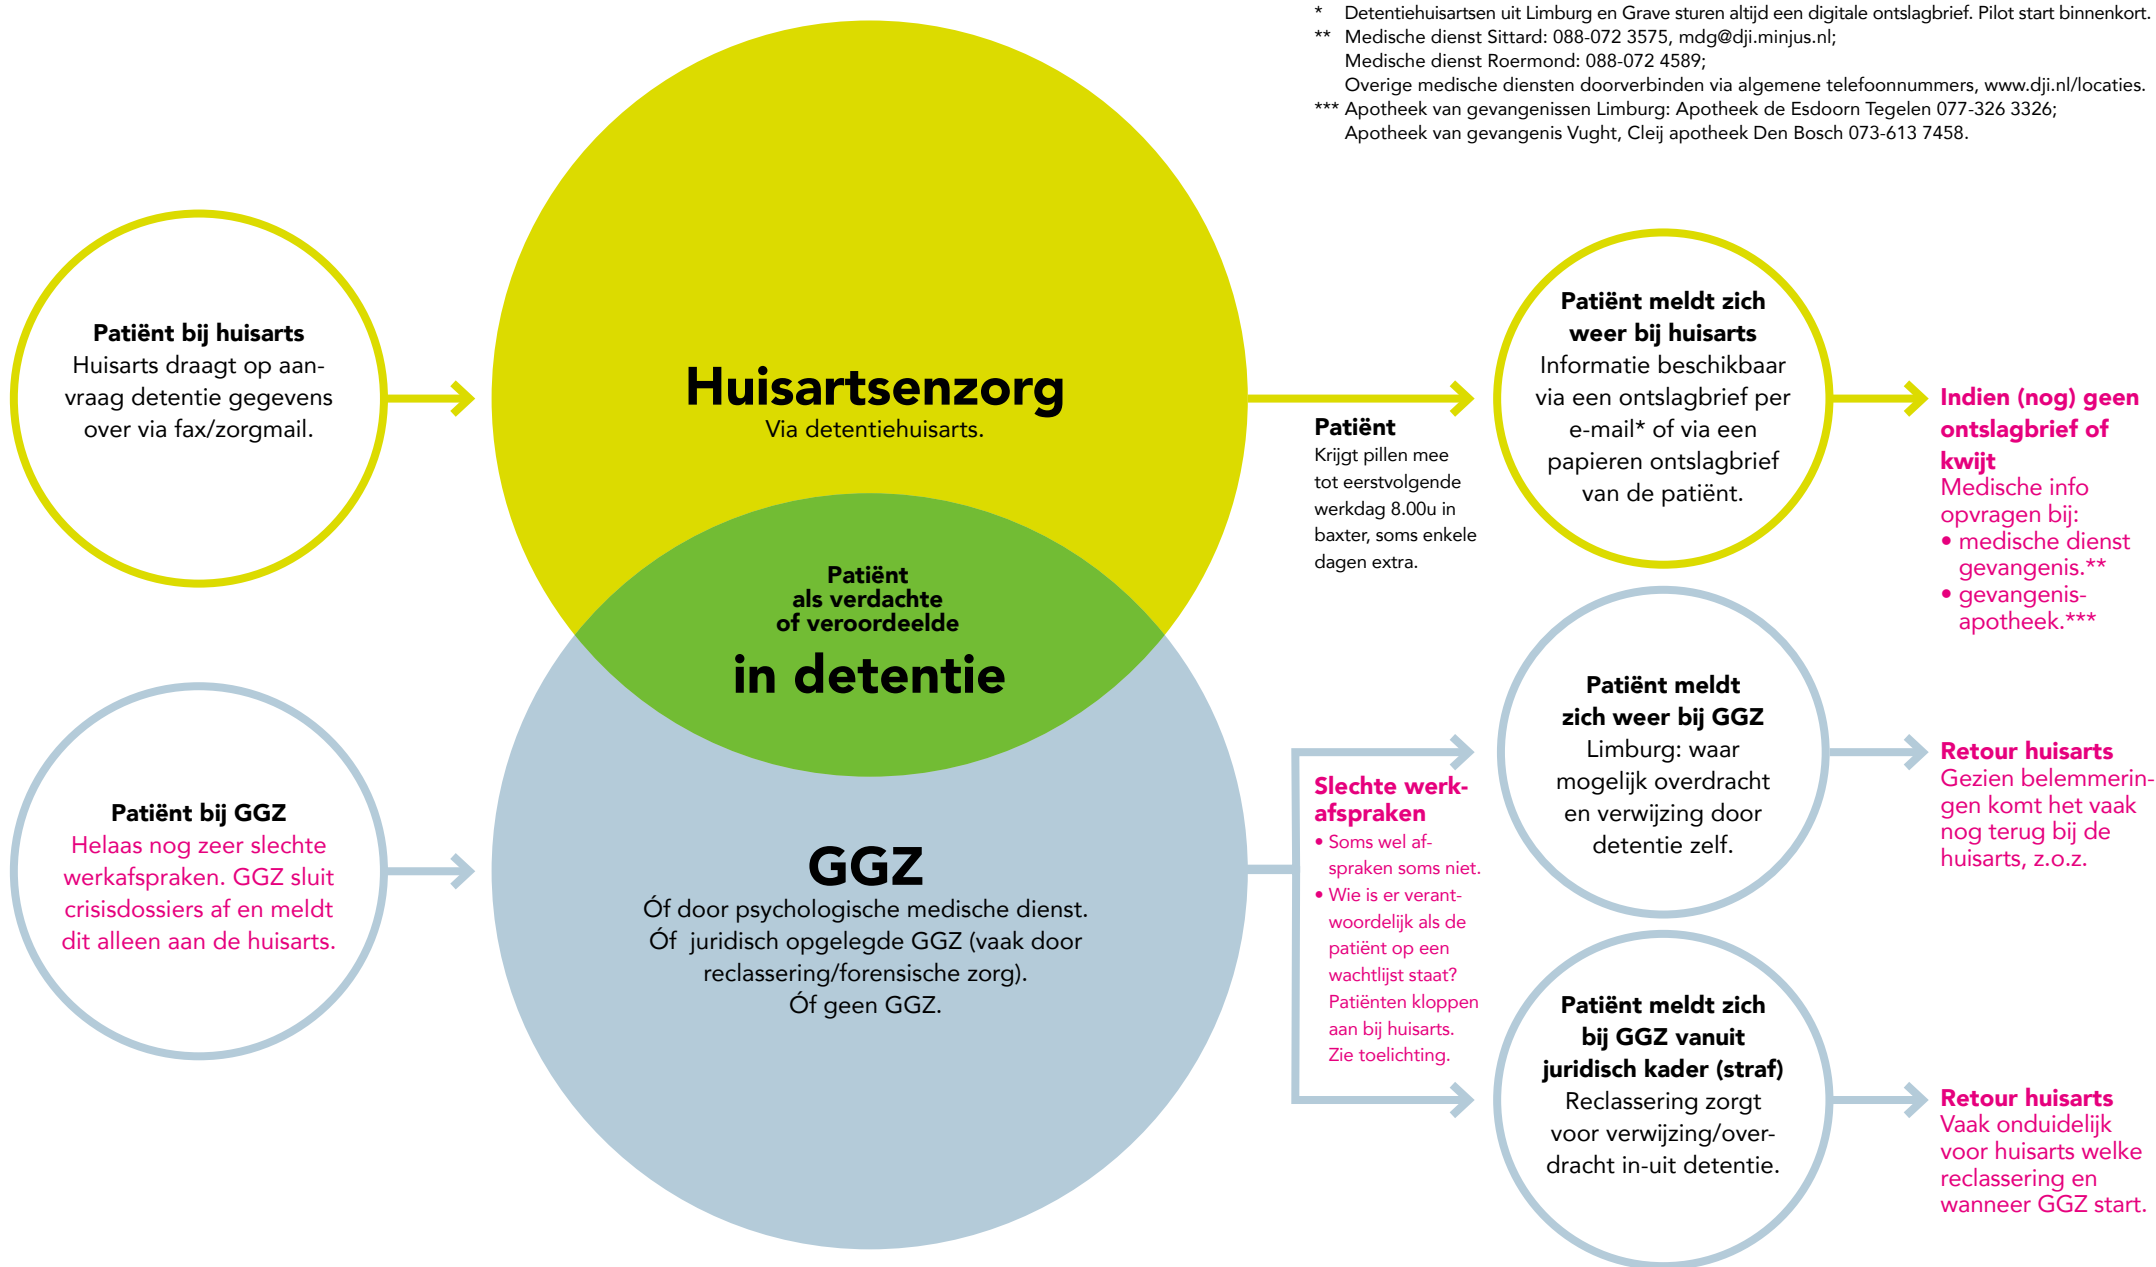 * Detentiehuisartsen uit Limburg en Grave sturen altijd een digitale ontslagbrief. Pilot start binnenkort.
** Medische dienst Sittard: 088-072 3575, mdg@dji.minjus.nl;
Medische dienst Roermond: 088-072 4589;
Overige medische diensten doorverbinden via algemene telefoonnummers, www.dji.nl/locaties.
*** Apotheek van gevangenissen Limburg: Apotheek de Esdoorn Tegelen 077-326 3326;
Apotheek van gevangenis Vught, Cleij apotheek Den Bosch 073-613 7458.
Patiënt bij huisarts
Huisarts draagt op aan-
vraag detentie gegevens
over via fax/zorgmail.
Huisartsenzorg
Via detentiehuisarts.
Patiënt
Krijgt pillen mee
tot eerstvolgende
werkdag 8.00u in
baxter, soms enkele
dagen extra.
Patiënt meldt zich
weer bij huisarts
Informatie beschikbaar
via een ontslagbrief per
e-mail* of via een
papieren ontslagbrief
van de patiënt.
Indien (nog) geen
ontslagbrief of
kwijt
Medische info
opvragen bij:
• medische dienst
gevangenis.**
• gevangenis-
apotheek.***
Patiënt
als verdachte
of veroordeelde
in detentie
Patiënt bij GGZ
Helaas nog zeer slechte
werkafspraken. GGZ sluit
crisisdossiers af en meldt
dit alleen aan de huisarts.
GGZ
Óf door psychologische medische dienst.
Óf juridisch opgelegde GGZ (vaak door
reclassering/forensische zorg).
Óf geen GGZ.
Slechte werk-
afspraken
• Soms wel af-
spraken soms niet.
• Wie is er verant-
woordelijk als de
patiënt op een
wachtlijst staat?
Patiënten kloppen
aan bij huisarts.
Zie toelichting.
Patiënt meldt
zich weer bij GGZ
Limburg: waar
mogelijk overdracht
en verwijzing door
detentie zelf.
Retour huisarts
Gezien belemmerin-
gen komt het vaak
nog terug bij de
huisarts, z.o.z.
Patiënt meldt zich
bij GGZ vanuit
juridisch kader (straf)
Reclassering zorgt
voor verwijzing/over-
dracht in-uit detentie.
Retour huisarts
Vaak onduidelijk
voor huisarts welke
reclassering en
wanneer GGZ start.